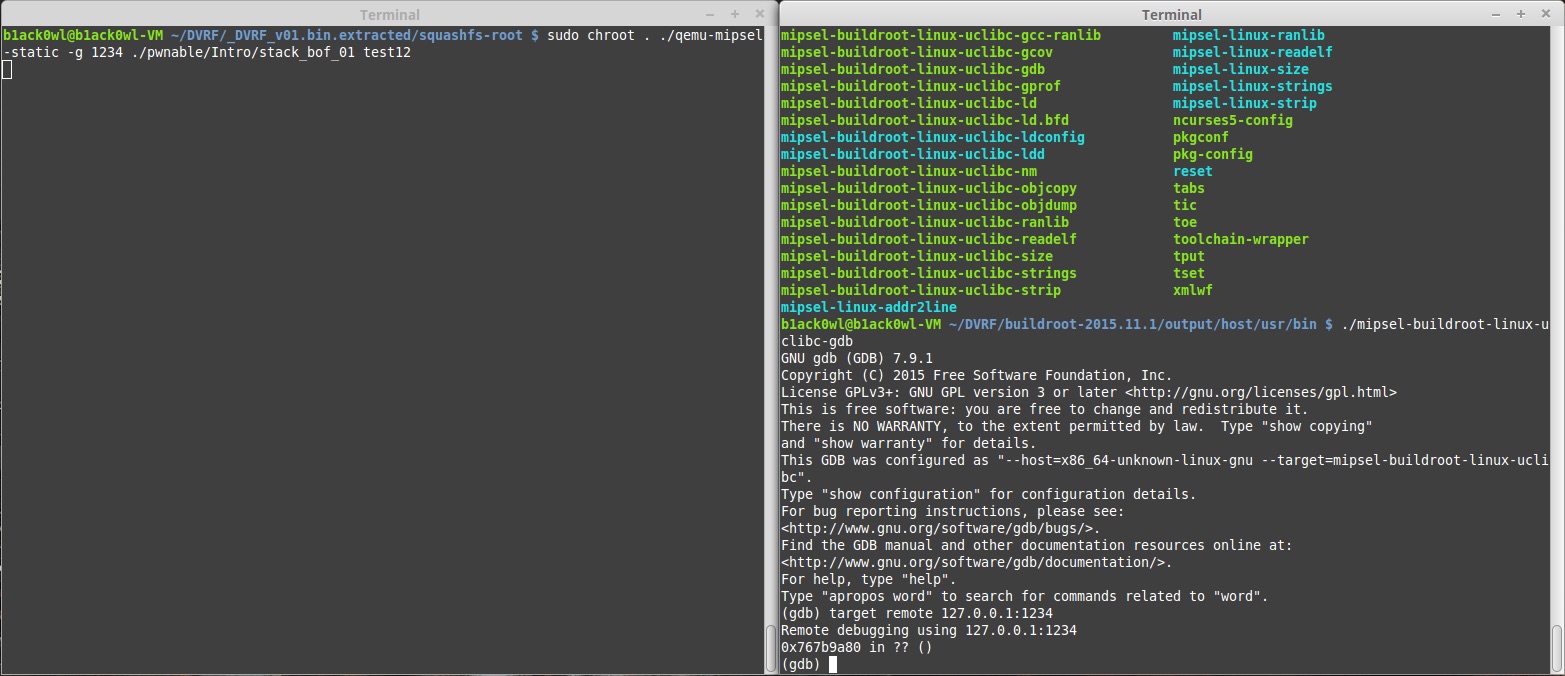 Terminal
b1ack0wl@b1ack0wl-VM ~/DVRF/_DVRF_v01.bin.extracted/squashfs-root $ sudo chroot . ./qemu-mipsel
-static -g 1234 ./pwnable/Intro/stack_bof_01 test12
Terminal
mipsel-buildroot-linux-uclibc-gcc-ranlib mipsel-linux-ranlib
mipsel-buildroot-linux-uclibc-gcov mipsel-linux-readelf
mipsel-buildroot-linux-uclibc-gdb mipsel-linux-size
mipsel-buildroot-linux-uclibc-gprof mipsel-linux-strings
mipsel-buildroot-linux-uclibc-ld mipsel-linux-strip
mipsel-buildroot-linux-uclibc-ld.bfd ncurses5-config
mipsel-buildroot-linux-uclibc-ldconfig pkgconf
mipsel-buildroot-linux-uclibc-ldd pkg-config
mipsel-buildroot-linux-uclibc-nm reset
mipsel-buildroot-linux-uclibc-objcopy tabs
mipsel-buildroot-linux-uclibc-objdump tic
mipsel-buildroot-linux-uclibc-ranlib toe
mipsel-buildroot-linux-uclibc-readelf toolchain-wrapper
mipsel-buildroot-linux-uclibc-size tput
mipsel-buildroot-linux-uclibc-strings tset
mipsel-buildroot-linux-uclibc-strip xmlwf
mipsel-linux-addr2line
b1ack0wl@b1ack0wl-VM ~/DVRF/buildroot-2015.11.1/output/host/usr/bin $ ./mipsel-buildroot-linux-u
clibc-gdb
GNU gdb (GDB) 7.9.1
Copyright (C) 2015 Free Software Foundation, Inc.
License GPLv3+: GNU GPL version 3 or later <http://gnu.org/licenses/gpl.html>
This is free software: you are free to change and redistribute it.
There is NO WARRANTY, to the extent permitted by law.  Type "show copying"
and "show warranty" for details.
This GDB was configured as "--host=x86_64-unknown-linux-gnu --target=mipsel-buildroot-linux-ucli
bc".
Type "show configuration" for configuration details.
For bug reporting instructions, please see:
<http://www.gnu.org/software/gdb/bugs/>.
Find the GDB manual and other documentation resources online at:
<http://www.gnu.org/software/gdb/documentation/>.
For help, type "help".
Type "apropos word" to search for commands related to "word".
(gdb) target remote 127.0.0.1:1234
Remote debugging using 127.0.0.1:1234
0x767b9a80 in ?? ()
(gdb)